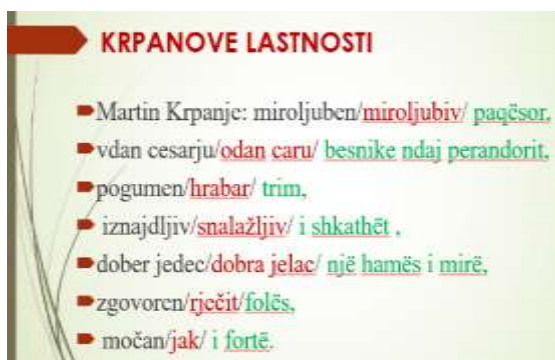 KRPANOVE LASTNOSTI
Martin Krpanje: miroljuben/miroljubiv/ paqësor,
vdan cesarju/odan caru/ besnike ndaj perandorit,
pogumen/hrabar/ trim,
iznajdljiv/snalažljiv/ i shkathët ,
dober jedec/dobra jelac/ një hamës i mirë,
zgovoren/rječit/folës,
močan/jak/ i fortë.